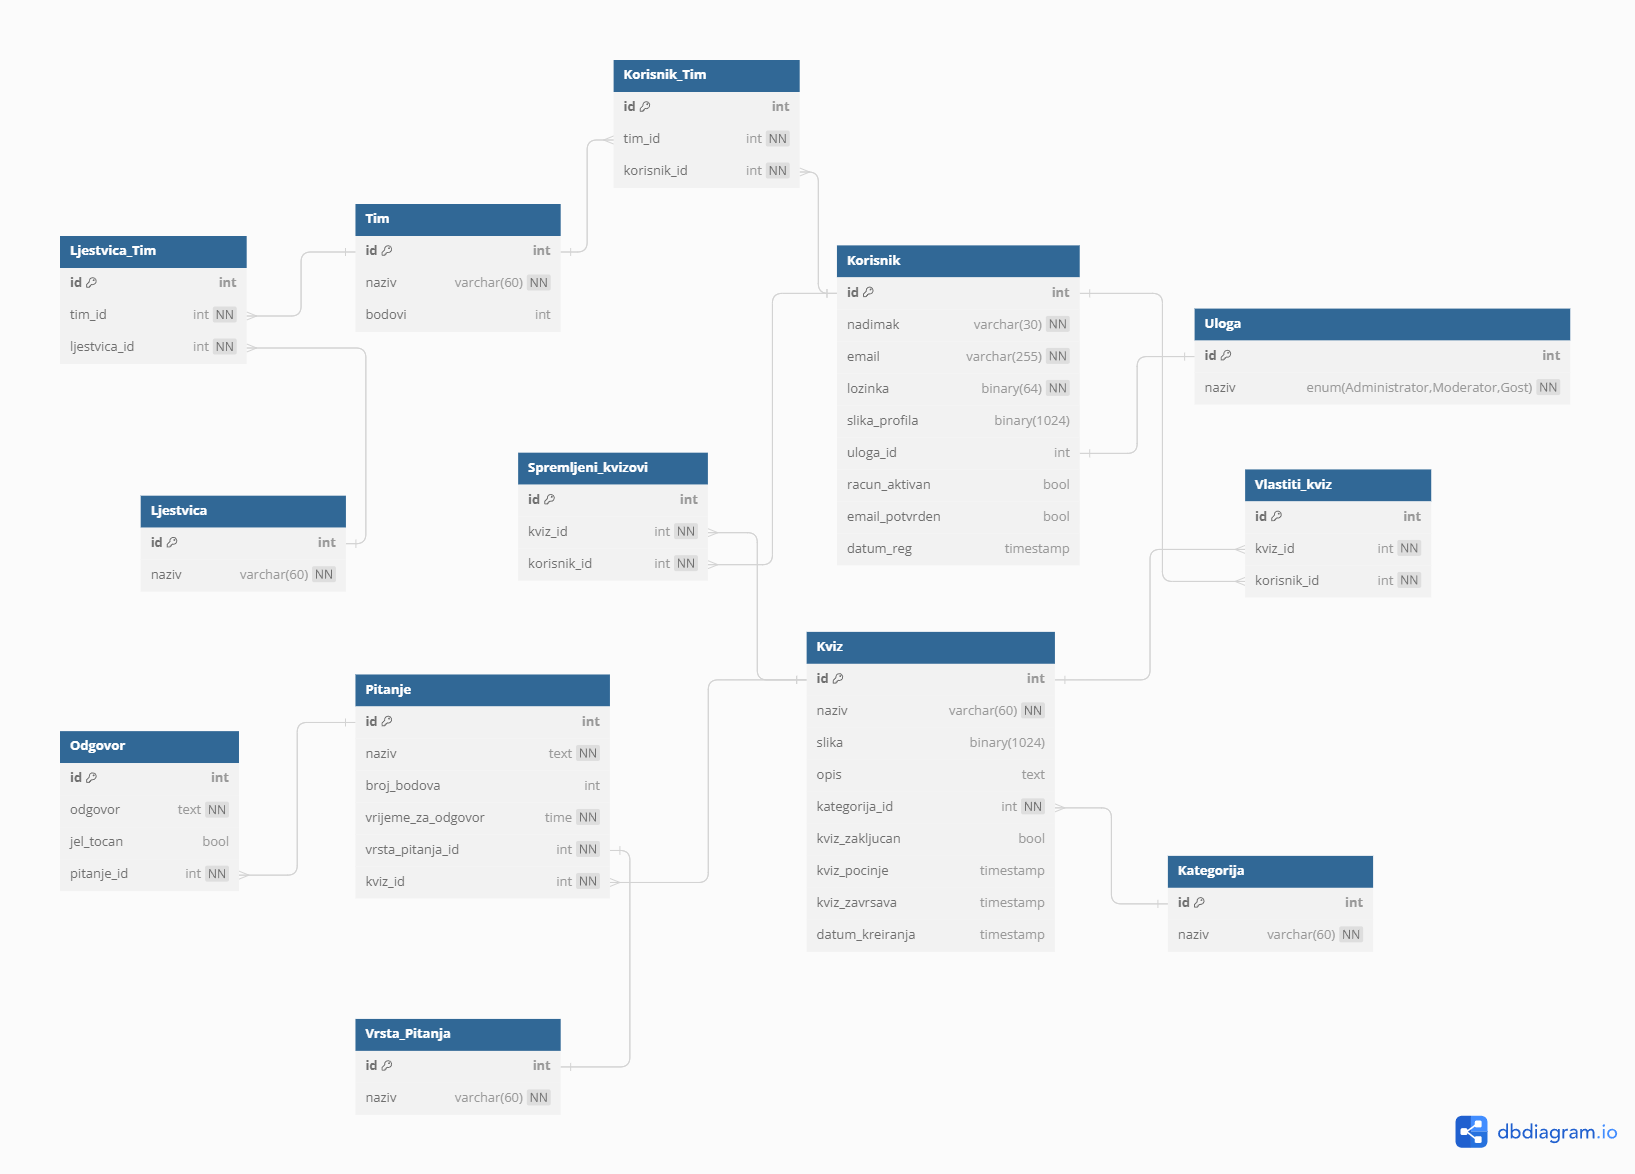 Korisnik_Tim
id int
tim_id int NN
korisnik_id int NN
Tim
id int
naziv varchar(60) NN
bodovi int
Ljestvica_Tim
id int
tim_id int NN
ljestvica_id int NN
Korisnik
id int
nadimak varchar(30) NN
email varchar(255) NN
lozinka binary(64) NN
slika_profila binary(1024)
uloga_id int
racun_aktivan bool
email_potvrden bool
datum_reg timestamp
Uloga
id int
naziv enum(Administrator,Moderator,Gost) NN
Spremljeni_kvizovi
id int
kviz_id int NN
korisnik_id int NN
Vlastiti_kviz
id int
kviz_id int NN
korisnik_id int NN
Ljestvica
id int
naziv varchar(60) NN
Kviz
id int
naziv varchar(60) NN
slika binary(1024)
opis text
kategorija_id int NN
kviz_zakljucan bool
kviz_pocinje timestamp
kviz_zavrsava timestamp
datum_kreiranja timestamp
Pitanje
id int
naziv text NN
broj_bodova int
vrijeme_za_odgovor time NN
vrsta_pitanja_id int NN
kviz_id int NN
Odgovor
id int
odgovor text NN
jel_tocan bool
pitanje_id int NN
Kategorija
id int
naziv varchar(60) NN
Vrsta_Pitanja
id int
naziv varchar(60) NN
dbdiagram.io